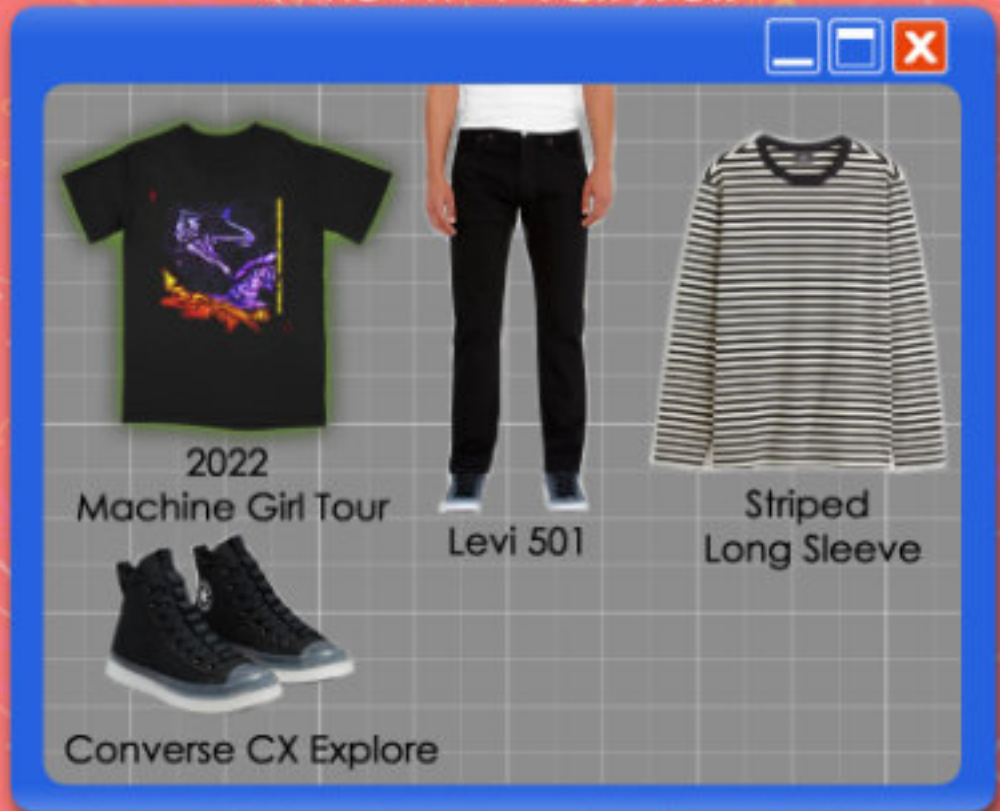 2022
Machine Girl Tour
Levi 501
Striped
Long Sleeve
Converse CX Explore